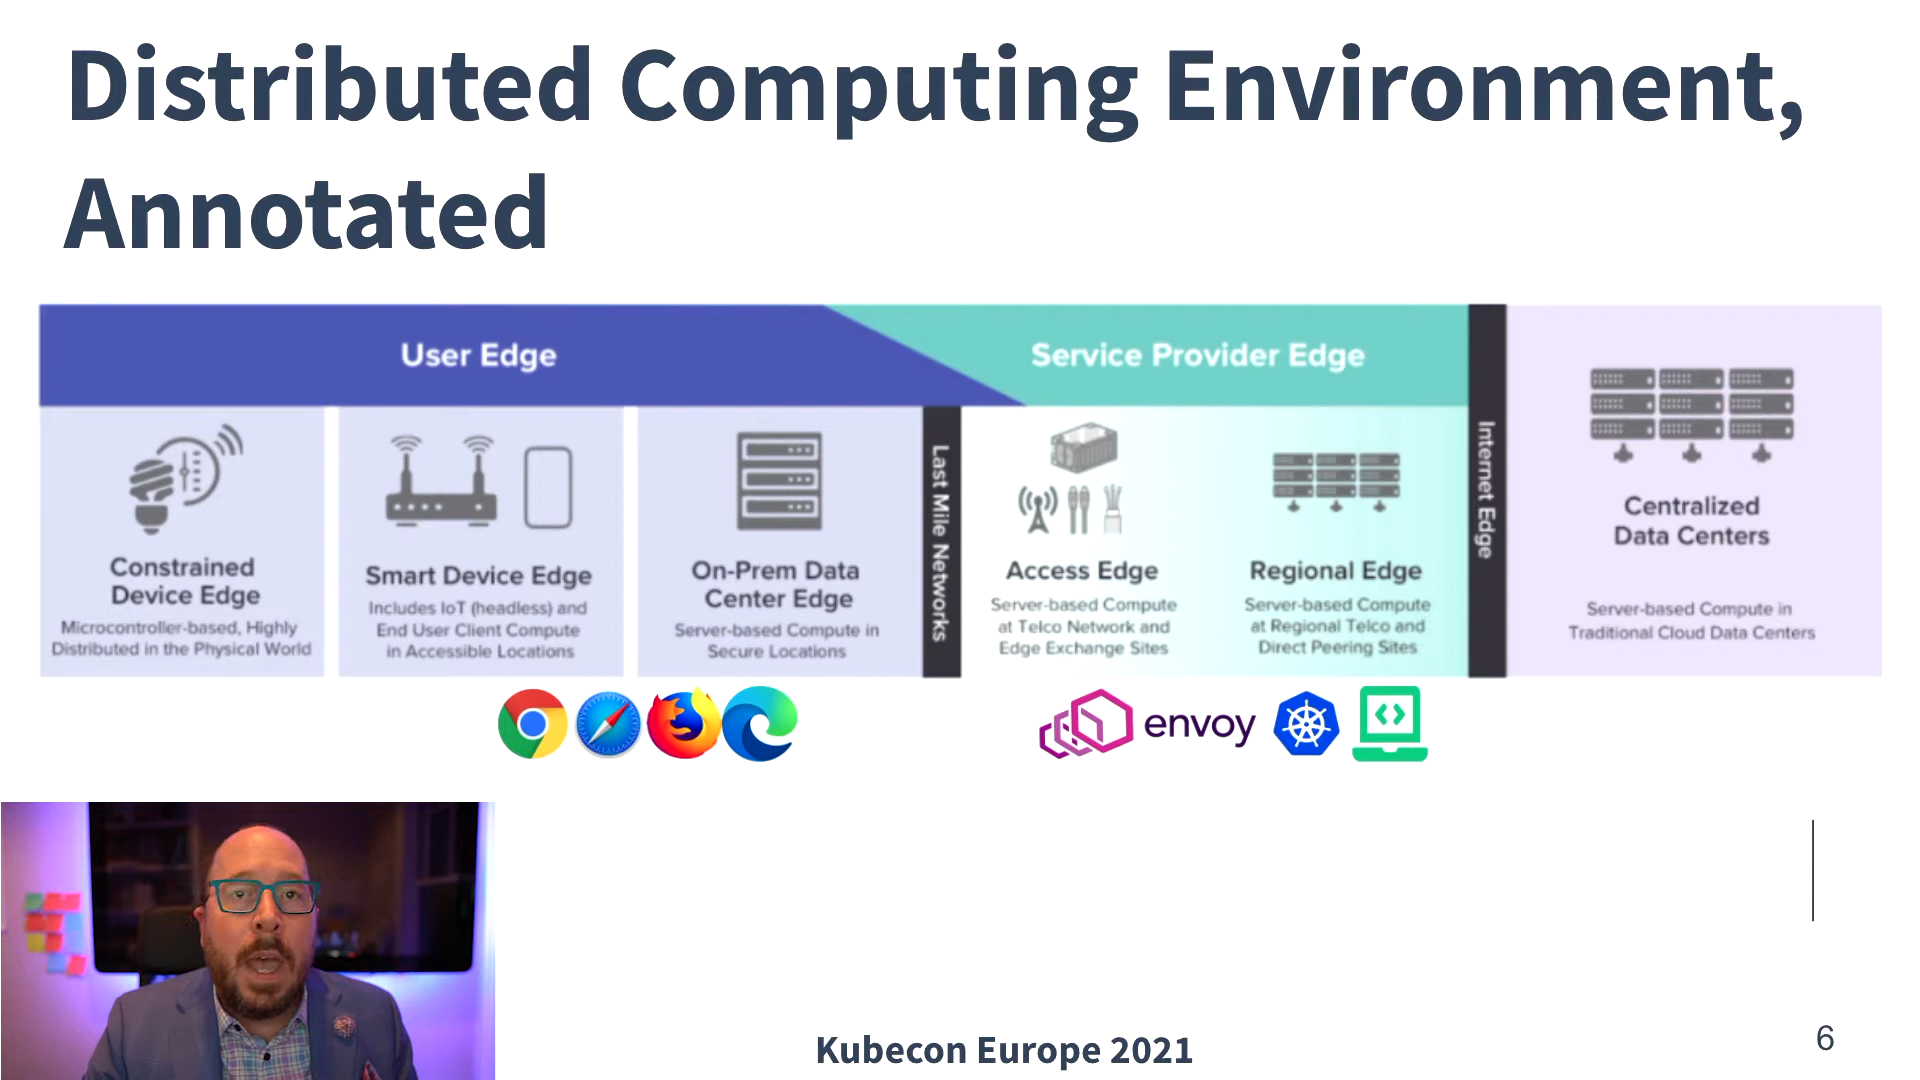 Distributed Computing Environment,
Annotated
User Edge
Service Provider Edge
Constrained
Device Edge
Microcontroller-based, Highly
Distributed in the Physical World
Smart Device Edge
Includes IoT (headless) and
End User Client Compute
in Accessible Locations
On-Prem Data
Center Edge
Server-based Compute in
Secure Locations
Last Mile Networks
Access Edge
Server-based Compute
at Telco Network and
Edge Exchange Sites
Regional Edge
Server-based Compute
at Regional Telco and
Direct Peering Sites
Internet Edge
Centralized
Data Centers
Server-based Compute in
Traditional Cloud Data Centers
envoy
Kubecon Europe 2021
6